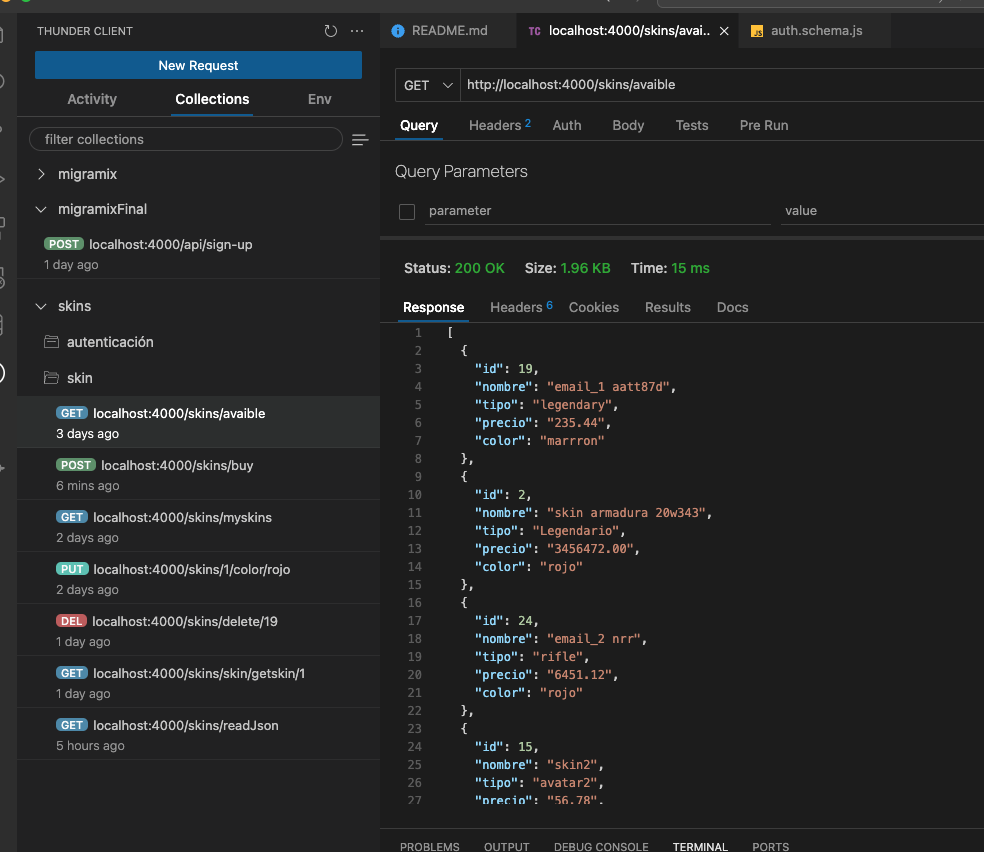 THUNDER CLIENT
New Request
Activity Collections Env
filter collections
migramix
migramixFinal
POST localhost:4000/api/sign-up
1 day ago
skins
autenticación
skin
GET localhost:4000/skins/avaible
3 days ago
POST localhost:4000/skins/buy
6 mins ago
GET localhost:4000/skins/myskins
2 days ago
PUT localhost:4000/skins/1/color/rojo
2 days ago
DEL localhost:4000/skins/delete/19
1 day ago
GET localhost:4000/skins/skin/getskin/1
1 day ago
GET localhost:4000/skins/readJson
5 hours ago
README.md TC localhost:4000/skins/avai.. JS auth.schema.js
GET http://localhost:4000/skins/avaible
Query Headers 2 Auth Body Tests Pre Run
Query Parameters
parameter value
Status: 200 OK Size: 1.96 KB Time: 15 ms
Response Headers 6 Cookies Results Docs
1 [
2 {
3 "id": 19,
4 "nombre": "email_1 aatt87d",
5 "tipo": "legendary",
6 "precio": "235.44",
7 "color": "marrron"
8 },
9 {
10 "id": 2,
11 "nombre": "skin armadura 20w343",
12 "tipo": "Legendario",
13 "precio": "3456472.00",
14 "color": "rojo"
15 },
16 {
17 "id": 24,
18 "nombre": "email_2 nrr",
19 "tipo": "rifle",
20 "precio": "6451.12",
21 "color": "rojo"
22 },
23 {
24 "id": 15,
25 "nombre": "skin2",
26 "tipo": "avatar2",
27 "precio": "56.78",
PROBLEMS OUTPUT DEBUG CONSOLE TERMINAL PORTS